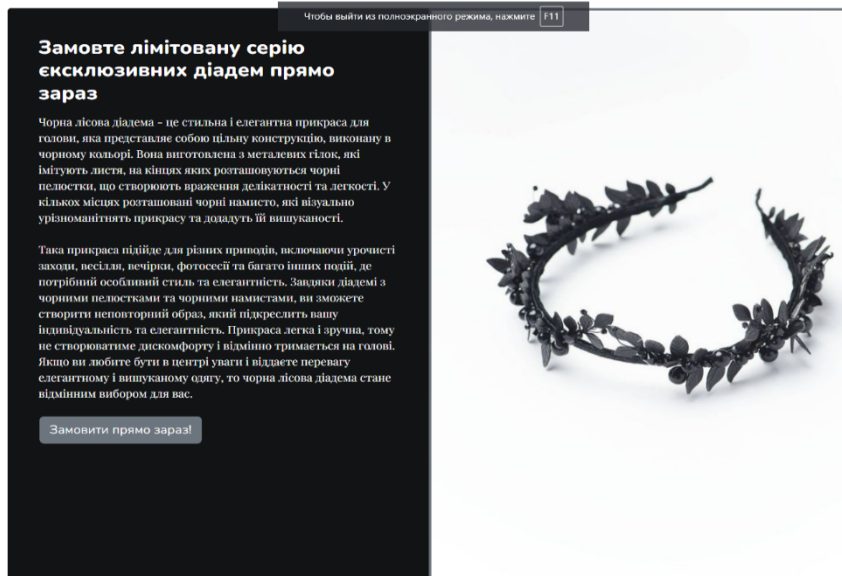 Чтобы выйти из полноэкранного режима, нажмите F11
Замовте лімітовану серію
єксклюзивних діадем прямо
зараз
Чорна лісова діадема - це стильна і елегантна прикраса для
голови, яка представляє собою цільну конструкцію, виконану в
чорному кольорі. Вона виготовлена з металевих гілок, які
імітують листя, на кінцях яких розташовуються чорні
пелюстки, що створюють враження делікатності та легкості. У
кількох місцях розташовані чорні намисто, які візуально
урізноманітнять прикрасу та додадуть їй вишуканості.
Така прикраса підійде для різних приводів, включаючи урочисті
заходи, весілля, вечірки, фотосесії та багато інших подій, де
потрібний особливий стиль та елегантність. Завдяки діадемі з
чорними пелюстками та чорними намистами, ви зможете
створити неповторний образ, який підкреслить вашу
індивідуальність та елегантність. Прикраса легка і зручна, тому
не створюватиме дискомфорту і відмінно тримається на голові.
Якщо ви любите бути в центрі уваги і віддаєте перевагу
елегантному і вишуканому одягу, то чорна лісова діадема стане
відмінним вибором для вас.
Замовити прямо зараз!